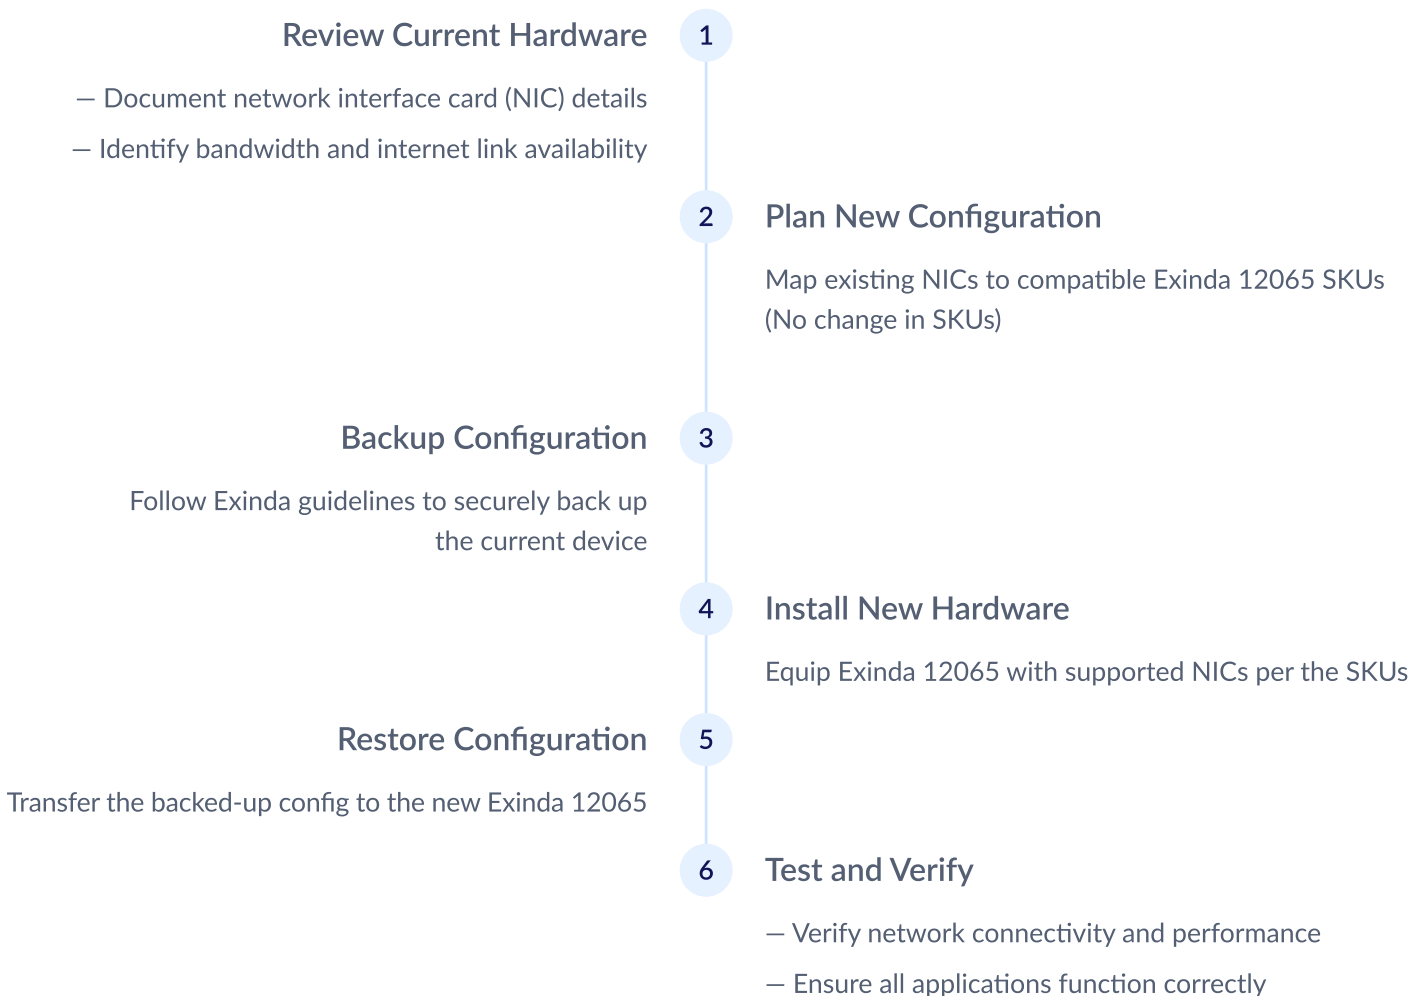 Review Current Hardware
1
— Document network interface card (NIC) details
— Identify bandwidth and internet link availability
2
Plan New Configuration
Map existing NICs to compatible Exinda 12065 SKUs
(No change in SKUs)
Backup Configuration
3
Follow Exinda guidelines to securely back up
the current device
4
Install New Hardware
Equip Exinda 12065 with supported NICs per the SKUs
Restore Configuration
5
Transfer the backed-up config to the new Exinda 12065
6
Test and Verify
— Verify network connectivity and performance
— Ensure all applications function correctly